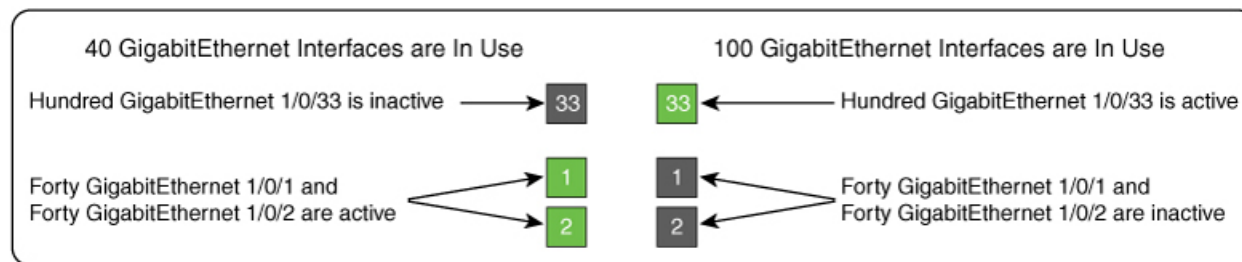 40 GigabitEthernet Interfaces are In Use
100 GigabitEthernet Interfaces are In Use
Hundred GigabitEthernet 1/0/33 is inactive
33
33
Hundred GigabitEthernet 1/0/33 is active
Forty GigabitEthernet 1/0/1 and
Forty GigabitEthernet 1/0/2 are active
1
2
1
2
Forty GigabitEthernet 1/0/1 and
Forty GigabitEthernet 1/0/2 are inactive